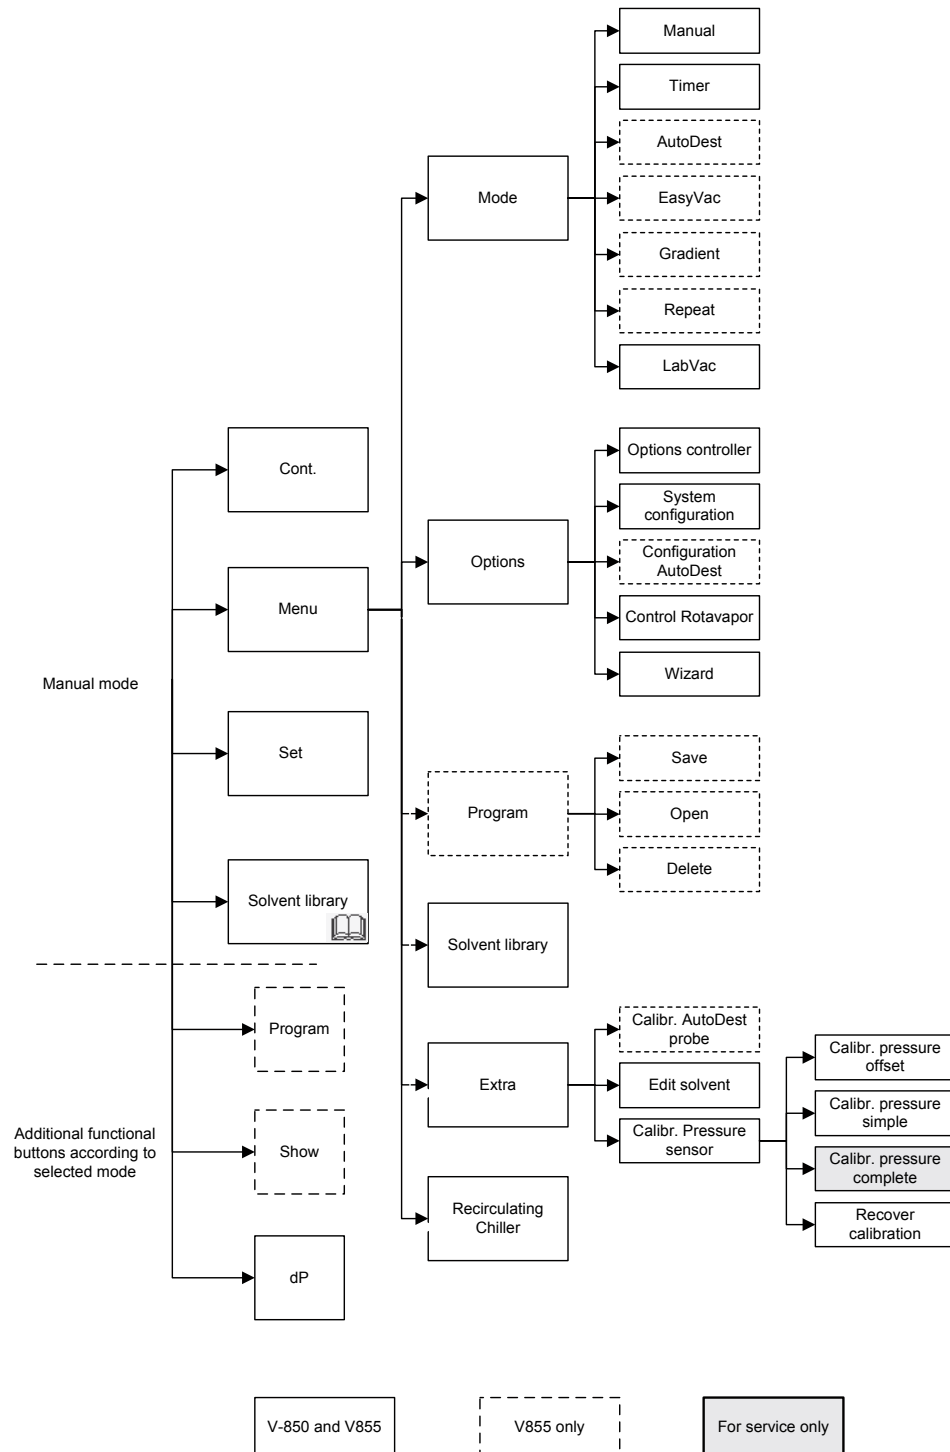 Manual
Timer
AutoDest
EasyVac
Mode
Gradient
Repeat
LabVac
Cont.
Options controller
System
configuration
Options
Configuration
AutoDest
Menu
Control Rotavapor
Wizard
Manual mode
Set
Save
Program
Open
Delete
Solvent library
Solvent library
Program
Calibr. AutoDest
probe
Extra
Edit solvent
Calibr. Pressure
sensor
Calibr. pressure
offset
Calibr. pressure
simple
Calibr. pressure
complete
Recover
calibration
Additional functional
buttons according to
selected mode
Show
Recirculating
Chiller
dP
V-850 and V855
V855 only
For service only